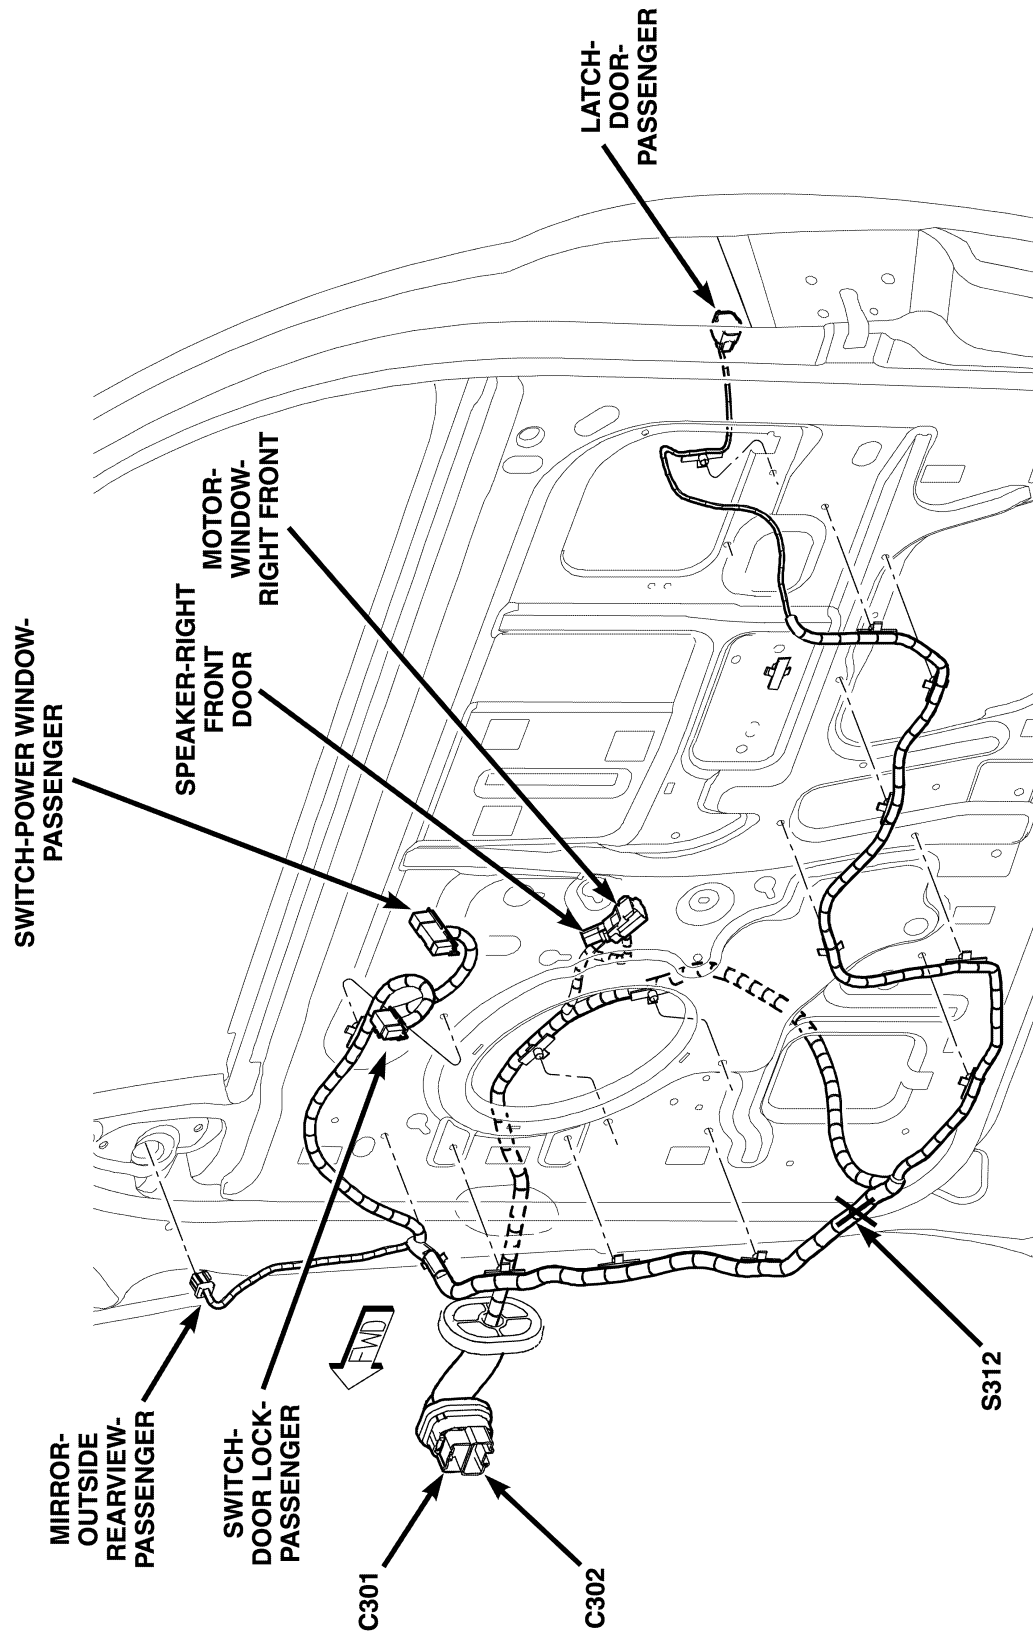 LATCH-
DOOR-
PASSENGER
MOTOR-
WINDOW-
RIGHT FRONT
SPEAKER-RIGHT
FRONT
DOOR
SWITCH-POWER WINDOW-
PASSENGER
MIRROR-
OUTSIDE
REARVIEW-
PASSENGER
SWITCH-
DOOR LOCK-
PASSENGER
FWD
C301
C302
S312